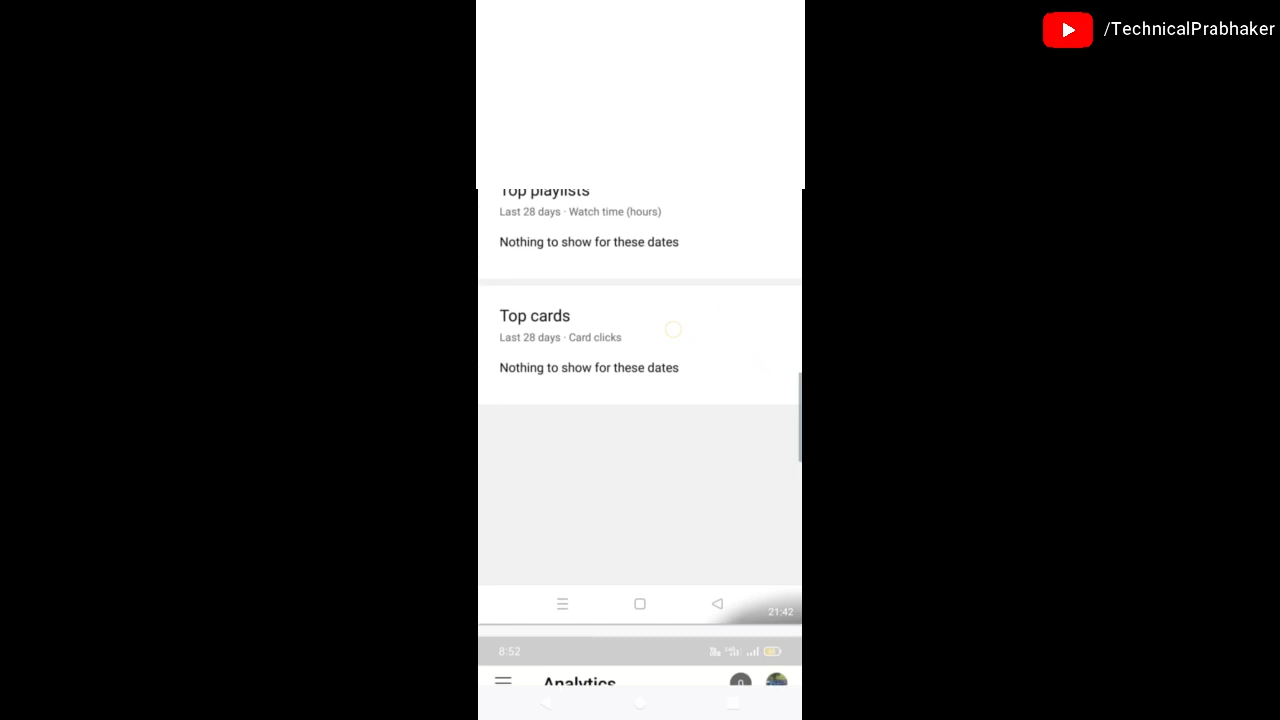 /TechnicalPrabhaker
Top playlists
Last 28 days · Watch time (hours)
Nothing to show for these dates
Top cards
Last 28 days · Card clicks
Nothing to show for these dates
21:42
8:52
Analytics